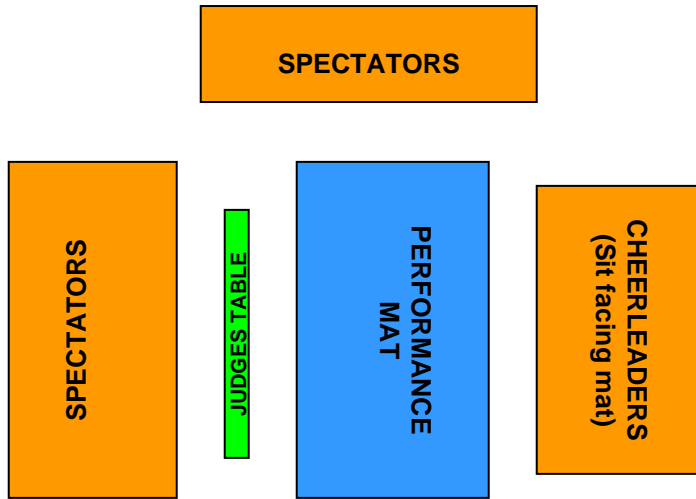 SPECTATORS
SPECTATORS
JUDGES TABLE
PERFORMANCE
MAT
CHEERLEADERS
(Sit facing mat)